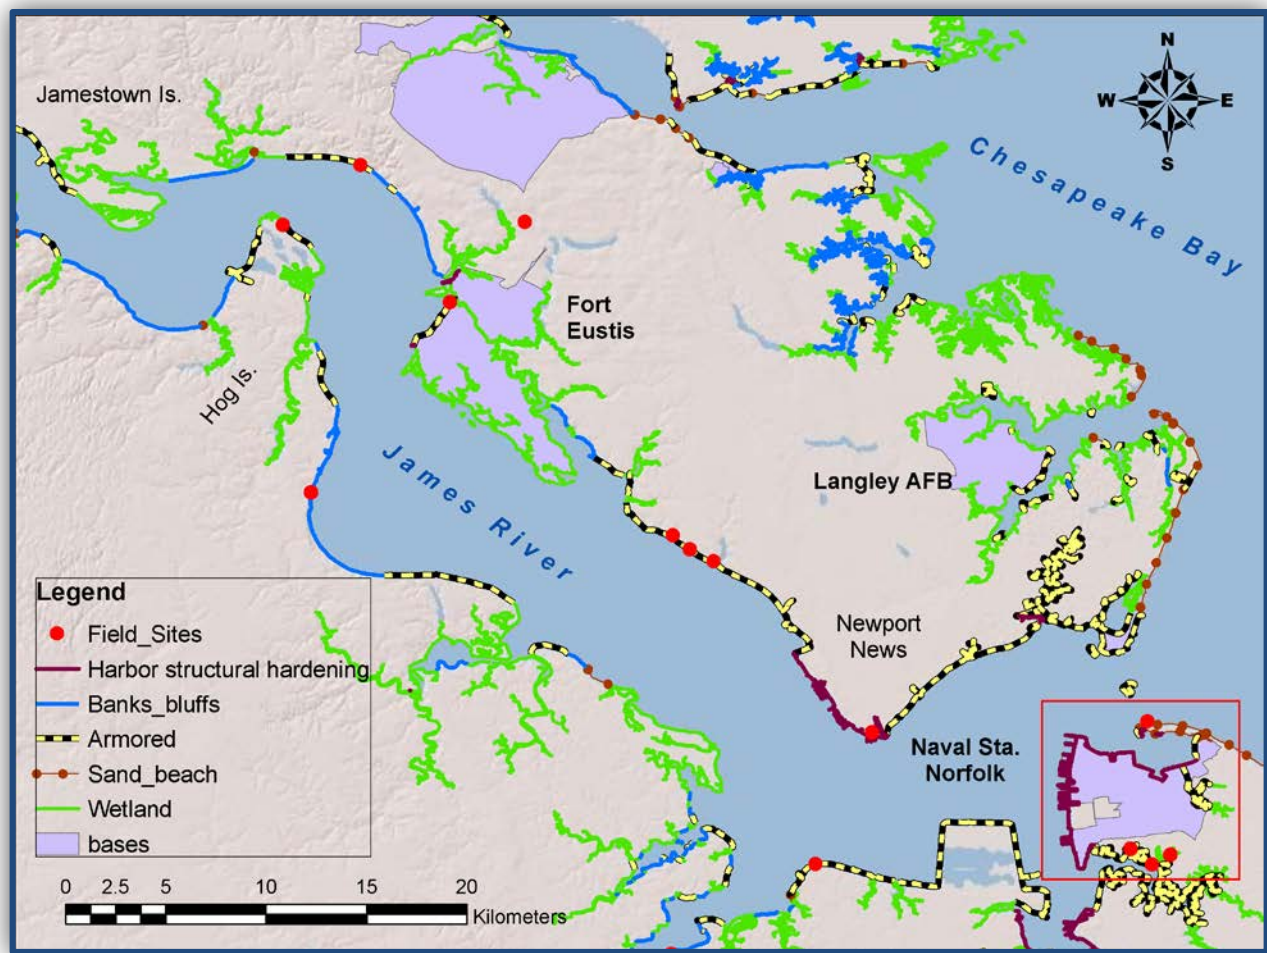 Jamestown Is.
N
W
E
S
Chesapeake Bay
Fort
Eustis
Hog Is.
James River
Langley AFB
Legend
Field_Sites
Harbor structural hardening
Banks_bluffs
Armored
Sand_beach
Wetland
bases
Newport
News
Naval Sta.
Norfolk
0 2.5 5 10 15 20
Kilometers